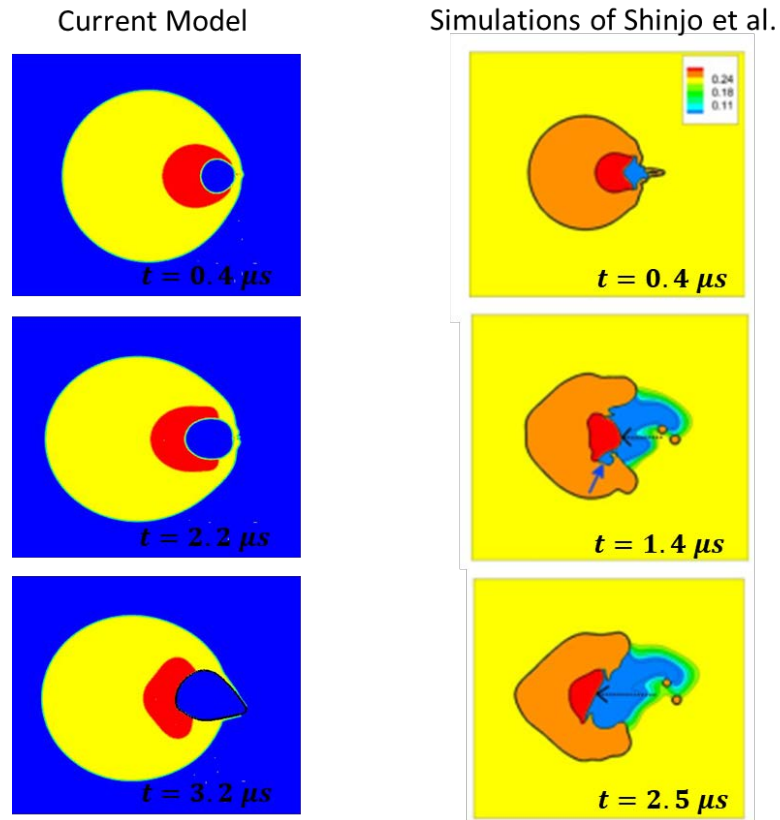 Current Model
Simulations of Shinjo et al.
0.24
0.18
0.11
t = 0.4 μs
t = 0.4 μs
t = 2.2 μs
t = 1.4 μs
t = 3.2 μs
t = 2.5 μs